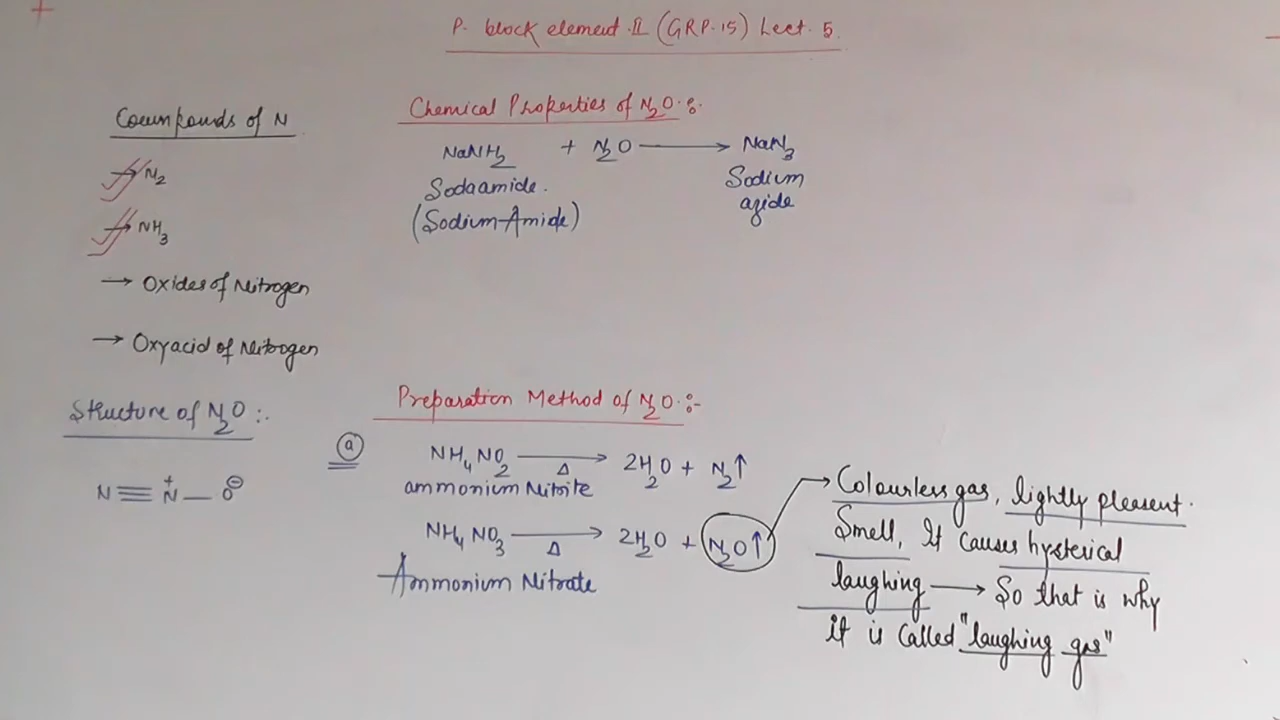 P. block element.II (GRP-15) Lect. 5.
Compounds of N
N2
NH3
→ Oxides of Nitrogen
→ Oxyacid of Nitrogen
Structure of N2O :.
N ≡ N⁺ — O⊖
Chemical Properties of N2O.:.
NaNH2 + N2O ⟶ NaN3
Sodaamide. Sodium
(Sodium-Amide) azide
Preparation Method of N2O.:-
(a) NH4NO2 ⟶ Δ 2H2O + N2↑
ammonium Nitrite
NH4NO3 ⟶ Δ 2H2O + N2O↑
Ammonium Nitrate
→ Colourless gas, lightly pleasent.
Smell, It causes hysterical
laughing ⟶ So that is why
it is called "laughing gas"